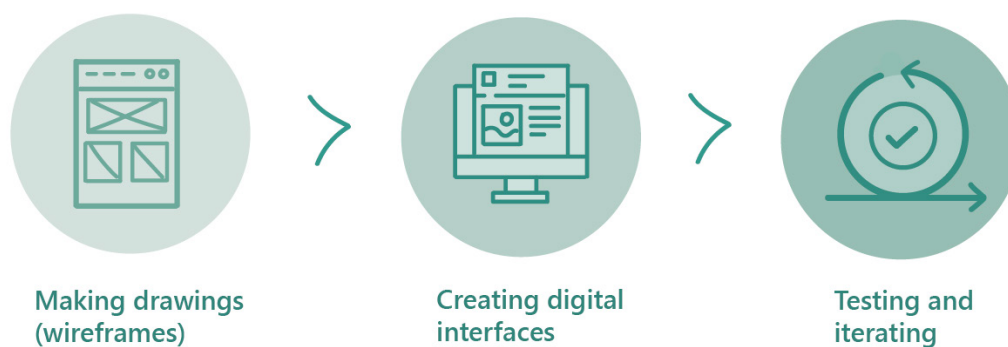 Making drawings
(wireframes)
Creating digital
interfaces
Testing and
iterating